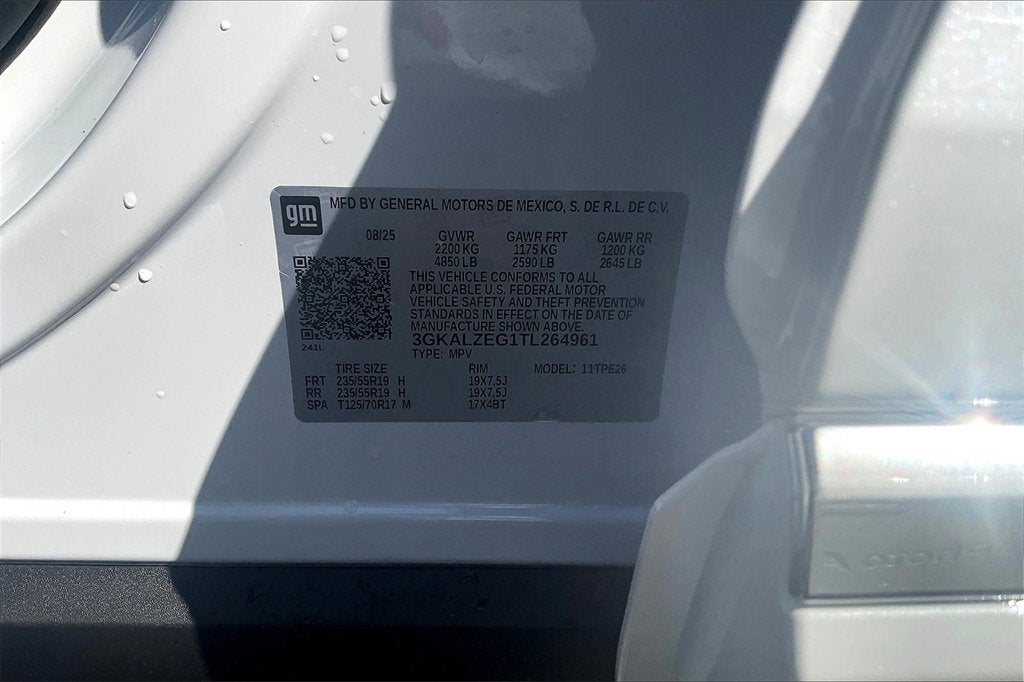 gm MFD BY GENERAL MOTORS DE MEXICO, S. DE R.L. DE C.V.
08/25 GVWR GAWR FRT GAWR RR
2200 KG 1175 KG 1200 KG
4850 LB 2590 LB 2645 LB
THIS VEHICLE CONFORMS TO ALL
APPLICABLE U.S. FEDERAL MOTOR
VEHICLE SAFETY AND THEFT PREVENTION
STANDARDS IN EFFECT ON THE DATE OF
MANUFACTURE SHOWN ABOVE.
3GKALZEG1TL264961
241L
TYPE: MPV
TIRE SIZE RIM MODEL: 11TPE26
FRT 235/55R19 H 19X7.5J
RR 235/55R19 H 19X7.5J
SPA T125/70R17 M 17X4BT